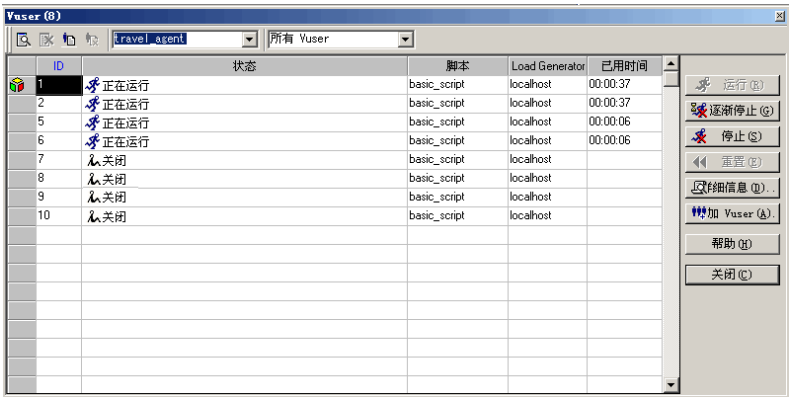 Vuser (8)
travel_agent 所有 Vuser
ID 状态 脚本 Load Generator 已用时间
1 正在运行 basic_script localhost 00:00:37
2 正在运行 basic_script localhost 00:00:37
5 正在运行 basic_script localhost 00:00:06
6 正在运行 basic_script localhost 00:00:06
7 关闭 basic_script localhost
8 关闭 basic_script localhost
9 关闭 basic_script localhost
10 关闭 basic_script localhost
运行(R)
逐渐停止(G)
停止(S)
重置(E)
详细信息(D)..
加 Vuser(A).
帮助(H)
关闭(C)